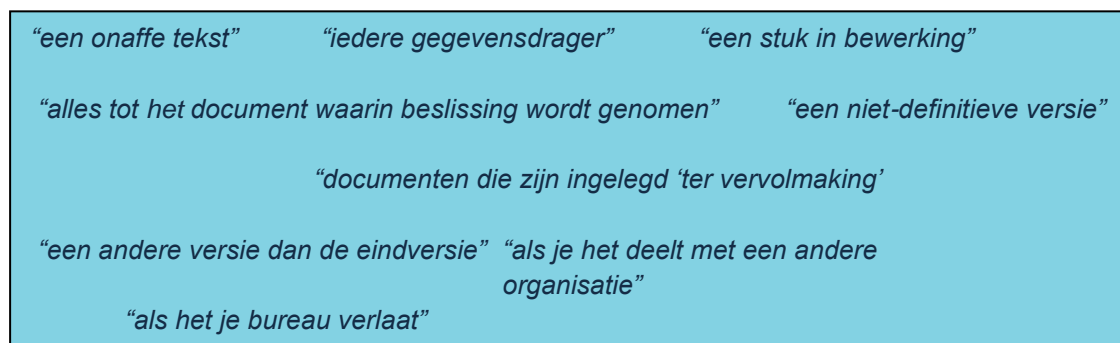 “een onaffe tekst” “iedere gegevensdrager” “een stuk in bewerking”
“alles tot het document waarin beslissing wordt genomen” “een niet-definitieve versie”
“documenten die zijn ingelegd ‘ter vervolmaking’
“een andere versie dan de eindversie” “als je het deelt met een andere
organisatie”
“als het je bureau verlaat”